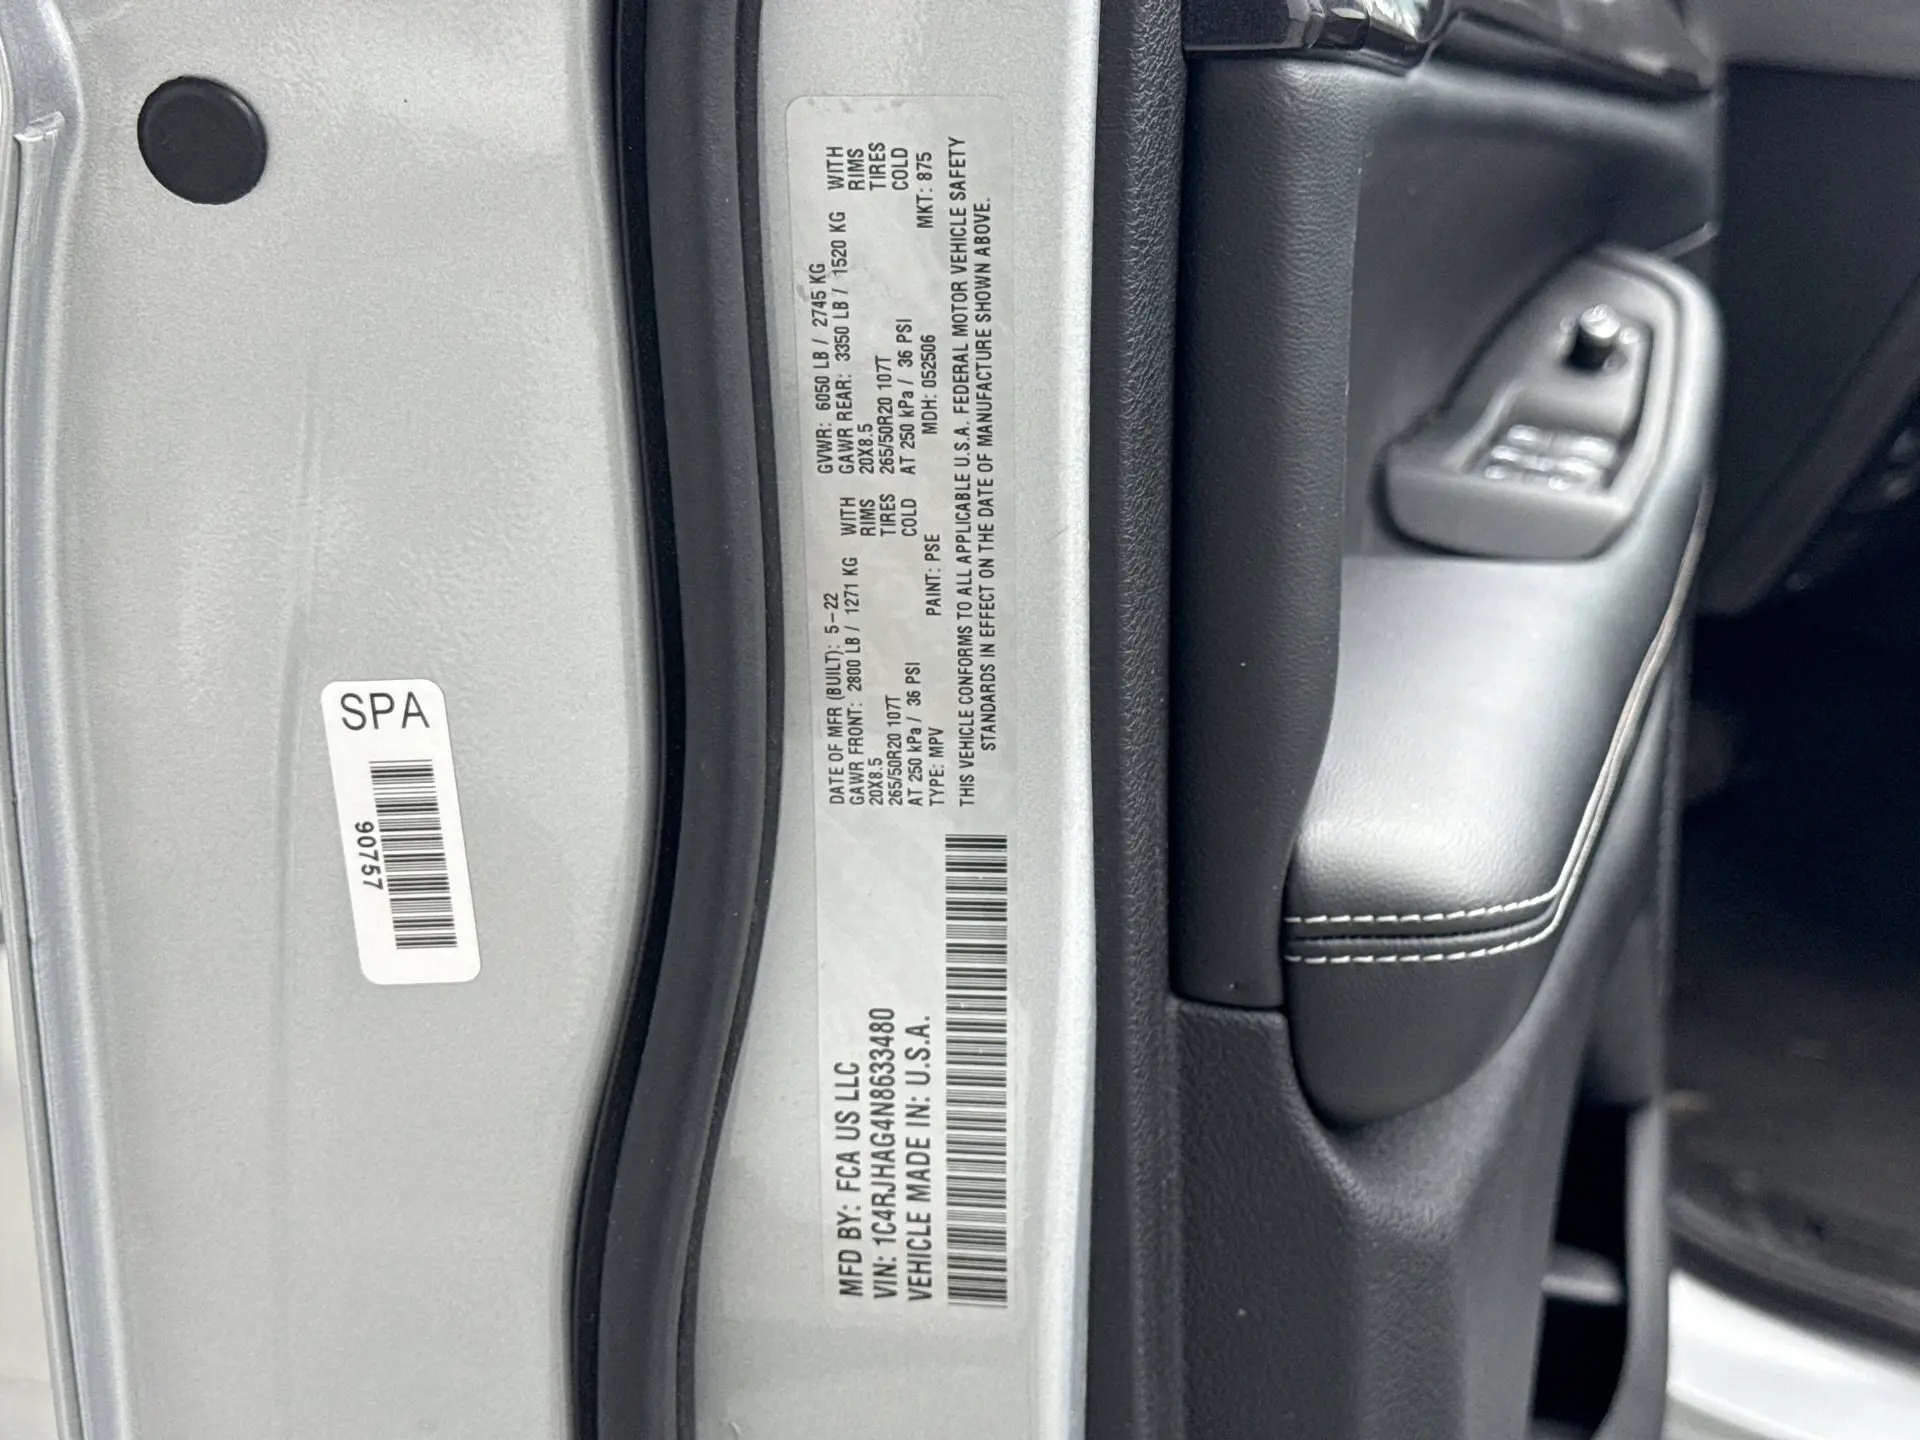 SPA
90757
MFD BY: FCA US LLC
VIN: 1C4RJHAG4N8633480
VEHICLE MADE IN: U.S.A.
DATE OF MFR (BUILT): 5-22 GVWR: 6050 LB / 2745 KG
GAWR FRONT: 2800 LB / 1271 KG WITH GAWR REAR: 3350 LB / 1520 KG WITH
20X8.5 RIMS 20X8.5 RIMS
265/50R20 107T TIRES 265/50R20 107T TIRES
AT 250 kPa / 36 PSI COLD AT 250 kPa / 36 PSI COLD
TYPE: MPV PAINT: PSE MDH: 052506 MKT: 875
THIS VEHICLE CONFORMS TO ALL APPLICABLE U.S.A. FEDERAL MOTOR VEHICLE SAFETY
STANDARDS IN EFFECT ON THE DATE OF MANUFACTURE SHOWN ABOVE.